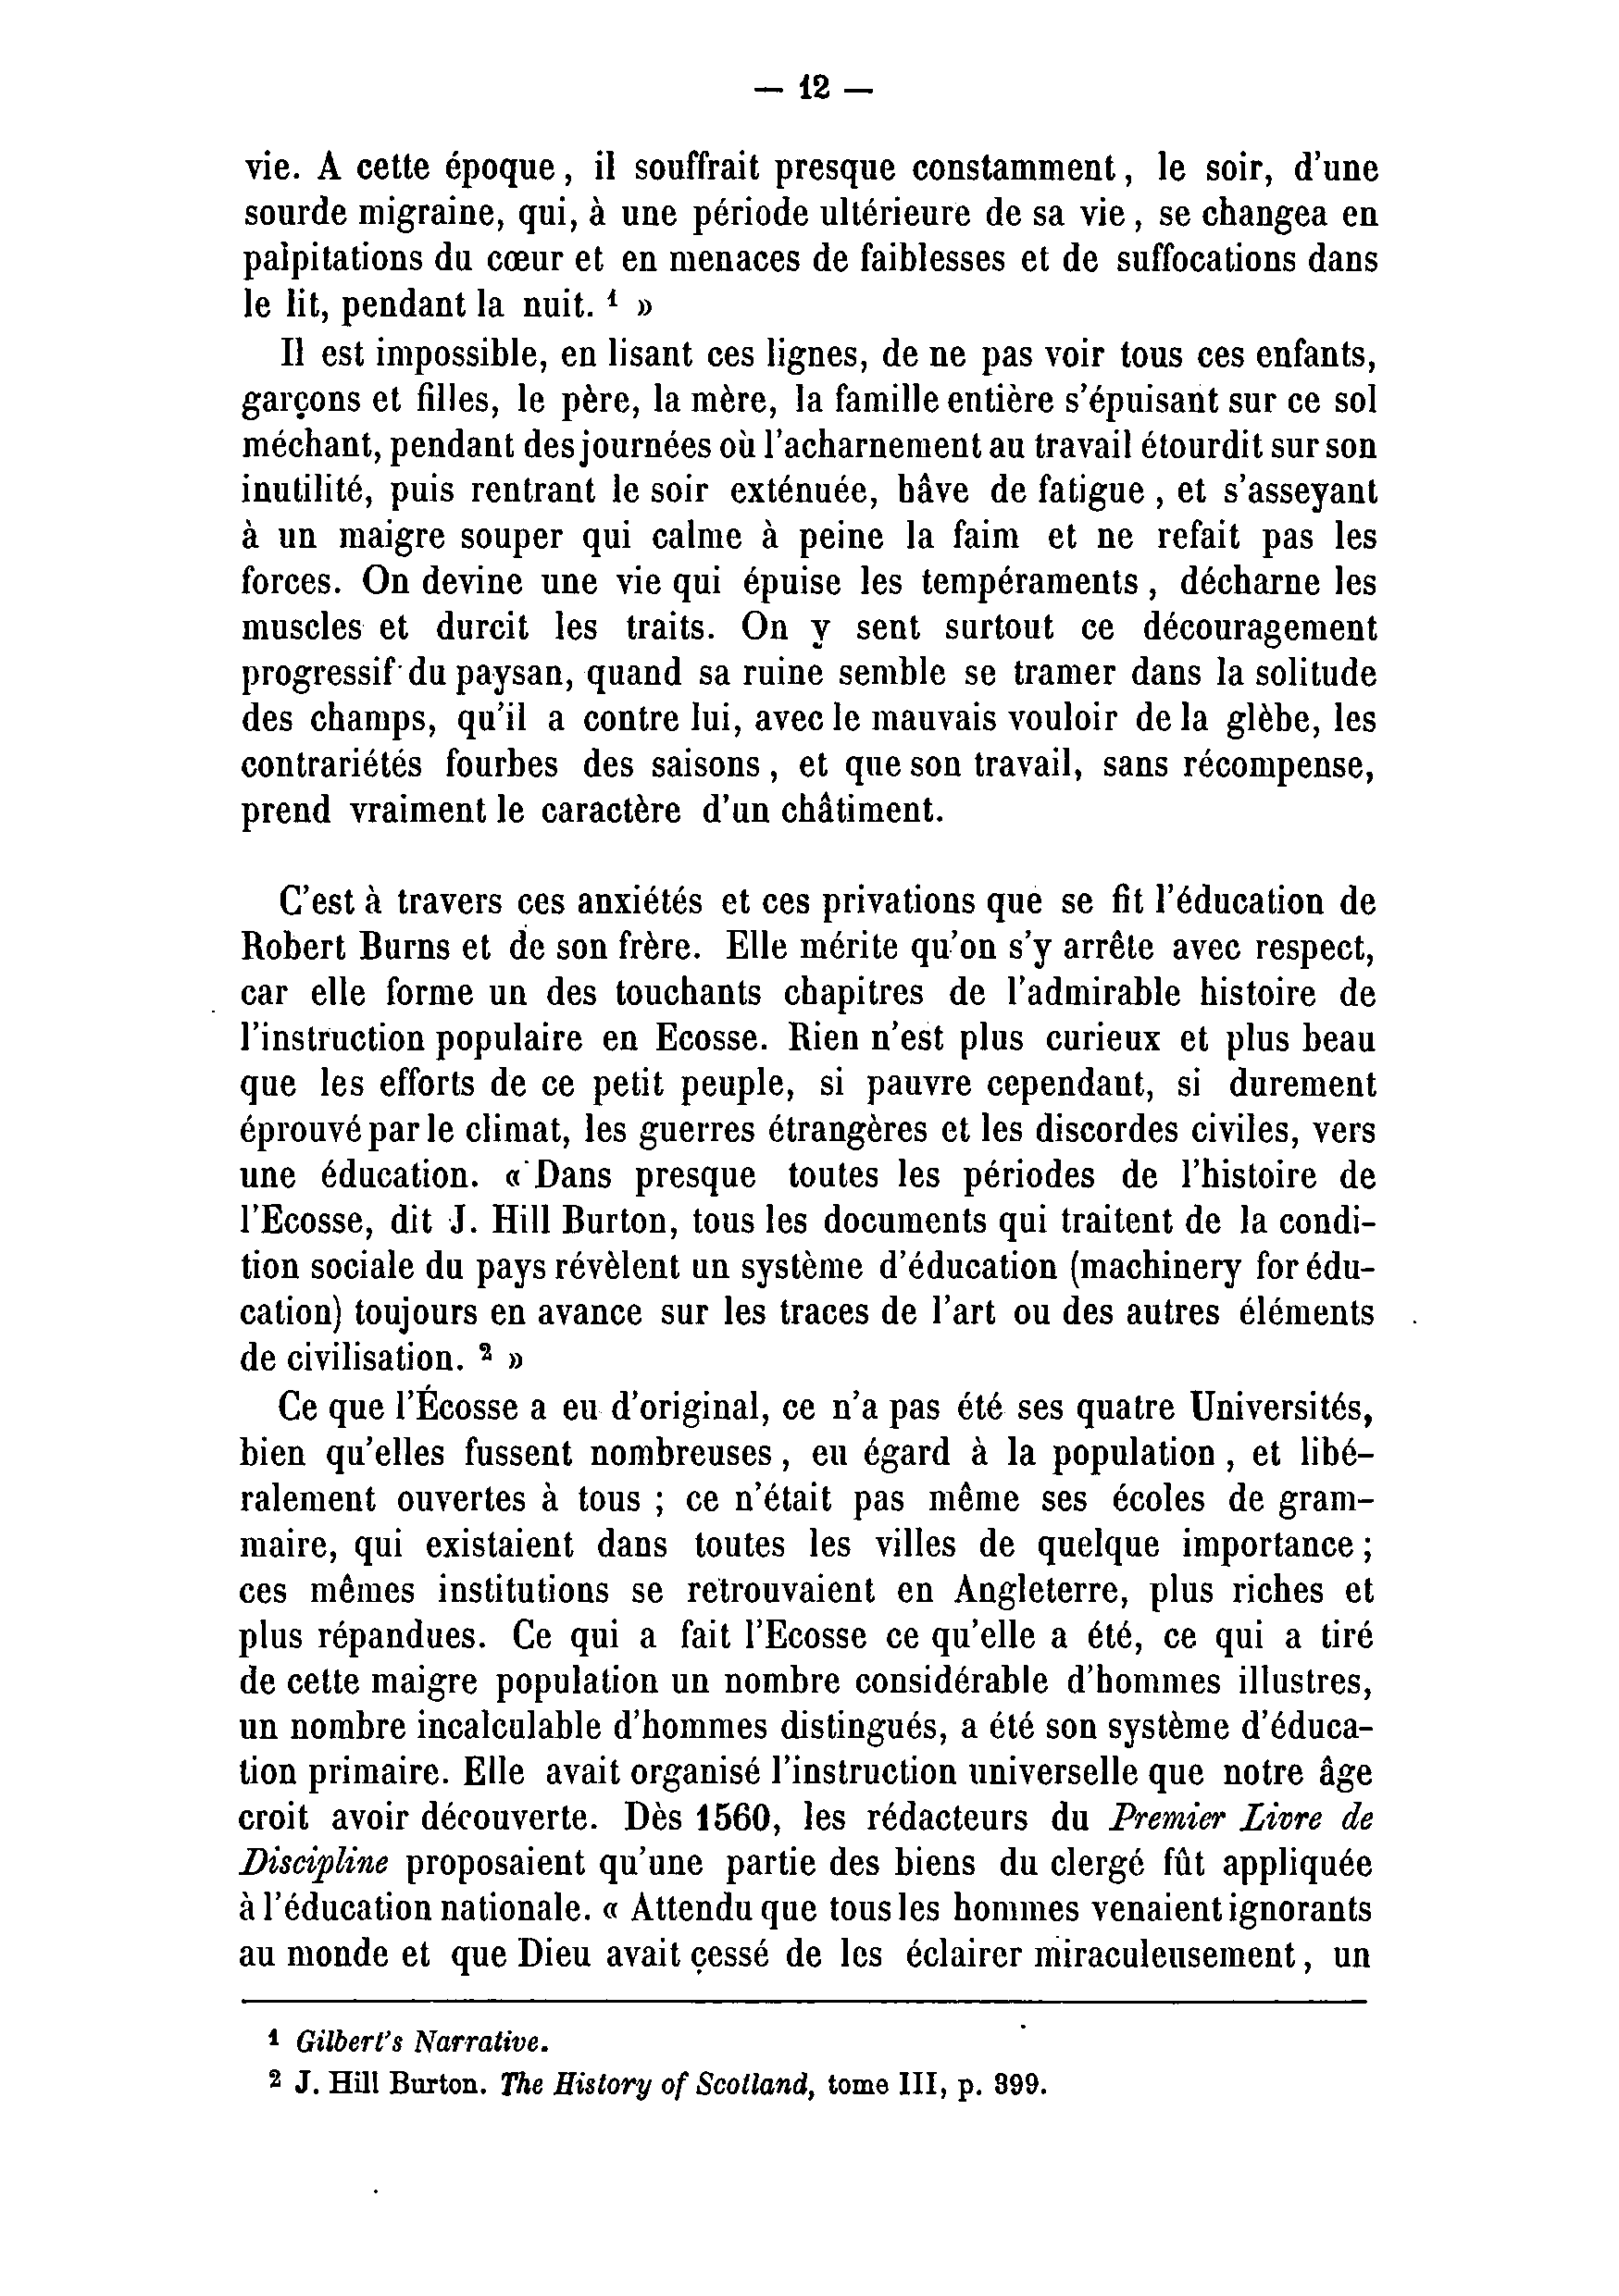 — 12 —
vie. A cette époque, il souffrait presque constamment, le soir, d'une
sourde migraine, qui, à une période ultérieure de sa vie, se changea en
palpitations du cœur et en menaces de faiblesses et de suffocations dans
le lit, pendant la nuit. ¹ »
Il est impossible, en lisant ces lignes, de ne pas voir tous ces enfants,
garçons et filles, le père, la mère, la famille entière s'épuisant sur ce sol
méchant, pendant des journées où l'acharnement au travail étourdit sur son
inutilité, puis rentrant le soir exténuée, hâve de fatigue, et s'asseyant
à un maigre souper qui calme à peine la faim et ne refait pas les
forces. On devine une vie qui épuise les tempéraments, décharne les
muscles et durcit les traits. On y sent surtout ce découragement
progressif du paysan, quand sa ruine semble se tramer dans la solitude
des champs, qu'il a contre lui, avec le mauvais vouloir de la glèbe, les
contrariétés fourbes des saisons, et que son travail, sans récompense,
prend vraiment le caractère d'un châtiment.
C'est à travers ces anxiétés et ces privations que se fit l'éducation de
Robert Burns et de son frère. Elle mérite qu'on s'y arrête avec respect,
car elle forme un des touchants chapitres de l'admirable histoire de
l'instruction populaire en Ecosse. Rien n'est plus curieux et plus beau
que les efforts de ce petit peuple, si pauvre cependant, si durement
éprouvé par le climat, les guerres étrangères et les discordes civiles, vers
une éducation. « Dans presque toutes les périodes de l'histoire de
l'Ecosse, dit J. Hill Burton, tous les documents qui traitent de la condi-
tion sociale du pays révèlent un système d'éducation (machinery for édu-
cation) toujours en avance sur les traces de l'art ou des autres éléments
de civilisation. ² »
Ce que l'Écosse a eu d'original, ce n'a pas été ses quatre Universités,
bien qu'elles fussent nombreuses, eu égard à la population, et libé-
ralement ouvertes à tous ; ce n'était pas même ses écoles de gram-
maire, qui existaient dans toutes les villes de quelque importance ;
ces mêmes institutions se retrouvaient en Angleterre, plus riches et
plus répandues. Ce qui a fait l'Ecosse ce qu'elle a été, ce qui a tiré
de cette maigre population un nombre considérable d'hommes illustres,
un nombre incalculable d'hommes distingués, a été son système d'éduca-
tion primaire. Elle avait organisé l'instruction universelle que notre âge
croit avoir découverte. Dès 1560, les rédacteurs du Premier Livre de
Discipline proposaient qu'une partie des biens du clergé fût appliquée
à l'éducation nationale. « Attendu que tous les hommes venaient ignorants
au monde et que Dieu avait cessé de les éclairer miraculeusement, un
¹ Gilbert's Narrative.
² J. Hill Burton. The History of Scotland, tome III, p. 399.